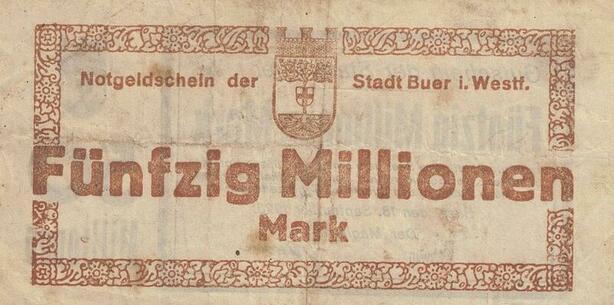 Notgeldschein der Stadt Buer i. Westf.
Fünfzig Millionen
Mark